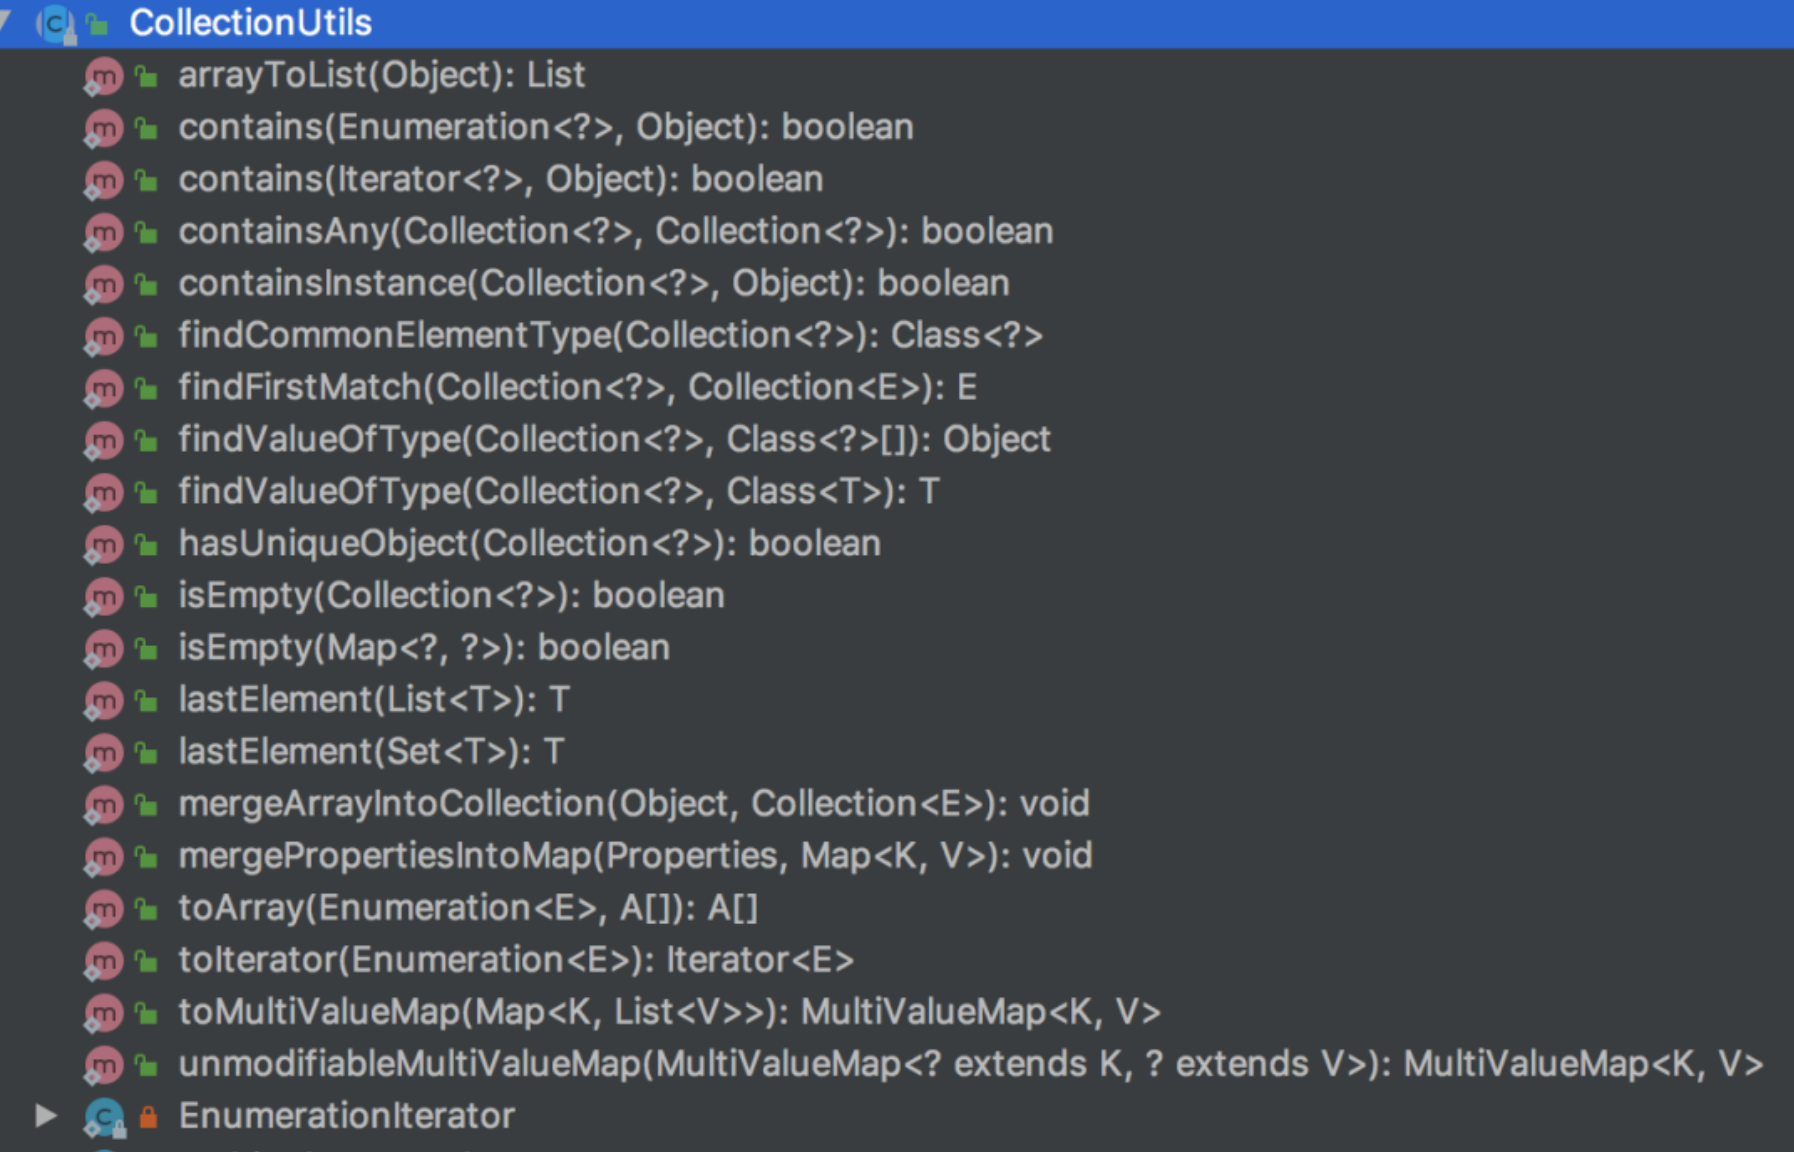 CollectionUtils
arrayToList(Object): List
contains(Enumeration<?>, Object): boolean
contains(Iterator<?>, Object): boolean
containsAny(Collection<?>, Collection<?>): boolean
containsInstance(Collection<?>, Object): boolean
findCommonElementType(Collection<?>): Class<?>
findFirstMatch(Collection<?>, Collection<E>): E
findValueOfType(Collection<?>, Class<?>[]): Object
findValueOfType(Collection<?>, Class<T>): T
hasUniqueObject(Collection<?>): boolean
isEmpty(Collection<?>): boolean
isEmpty(Map<?, ?>): boolean
lastElement(List<T>): T
lastElement(Set<T>): T
mergeArrayIntoCollection(Object, Collection<E>): void
mergePropertiesIntoMap(Properties, Map<K, V>): void
toArray(Enumeration<E>, A[]): A[]
toIterator(Enumeration<E>): Iterator<E>
toMultiValueMap(Map<K, List<V>>): MultiValueMap<K, V>
unmodifiableMultiValueMap(MultiValueMap<? extends K, ? extends V>): MultiValueMap<K, V>
EnumerationIterator